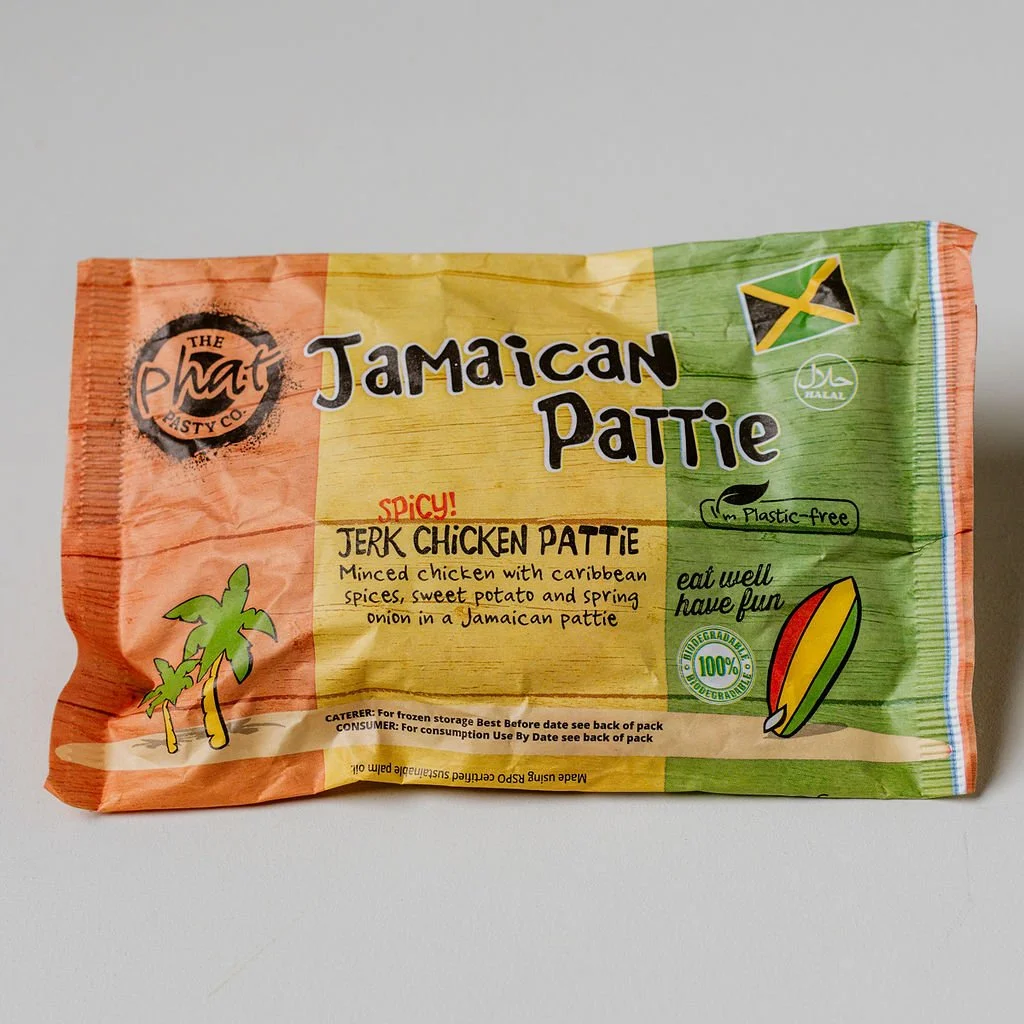 THE
phat
PASTY CO.
JAMAiCAN
PATTiE
حلال
HALAL
SPiCY!
JERK CHiCKEN PATTiE
Minced chicken with caribbean
spices, sweet potato and spring
onion in a Jamaican pattie
I'm Plastic-free
eat well
have fun
BIODEGRADABLE
100%
BIODEGRADABLE
CATERER: For frozen storage Best Before date see back of pack
CONSUMER: For consumption Use By Date see back of pack
Made using RSPO certified sustainable palm oil.